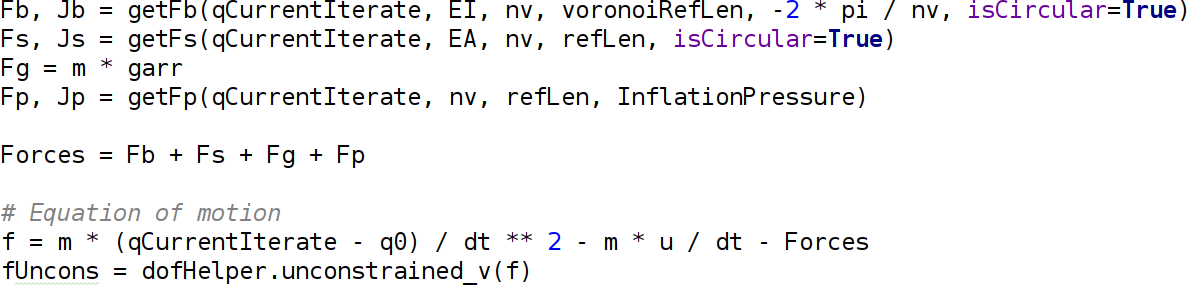 Fb, Jb = getFb(qCurrentIterate, EI, nv, voronoiRefLen, -2 * pi / nv, isCircular=True)
Fs, Js = getFs(qCurrentIterate, EA, nv, refLen, isCircular=True)
Fg = m * garr
Fp, Jp = getFp(qCurrentIterate, nv, refLen, InflationPressure)
Forces = Fb + Fs + Fg + Fp
# Equation of motion
f = m * (qCurrentIterate - q0) / dt ** 2 - m * u / dt - Forces
fUncons = dofHelper.unconstrained_v(f)